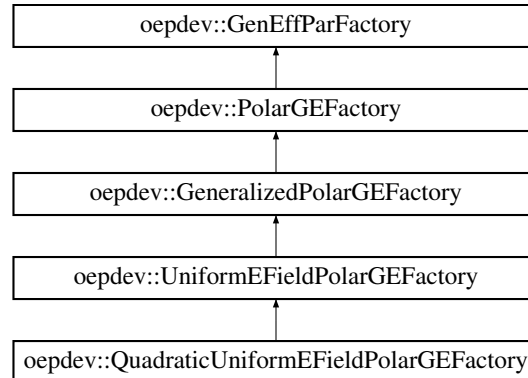 oepdev::GenEffParFactory
oepdev::PolarGEFactory
oepdev::GeneralizedPolarGEFactory
oepdev::UniformEFieldPolarGEFactory
oepdev::QuadraticUniformEFieldPolarGEFactory